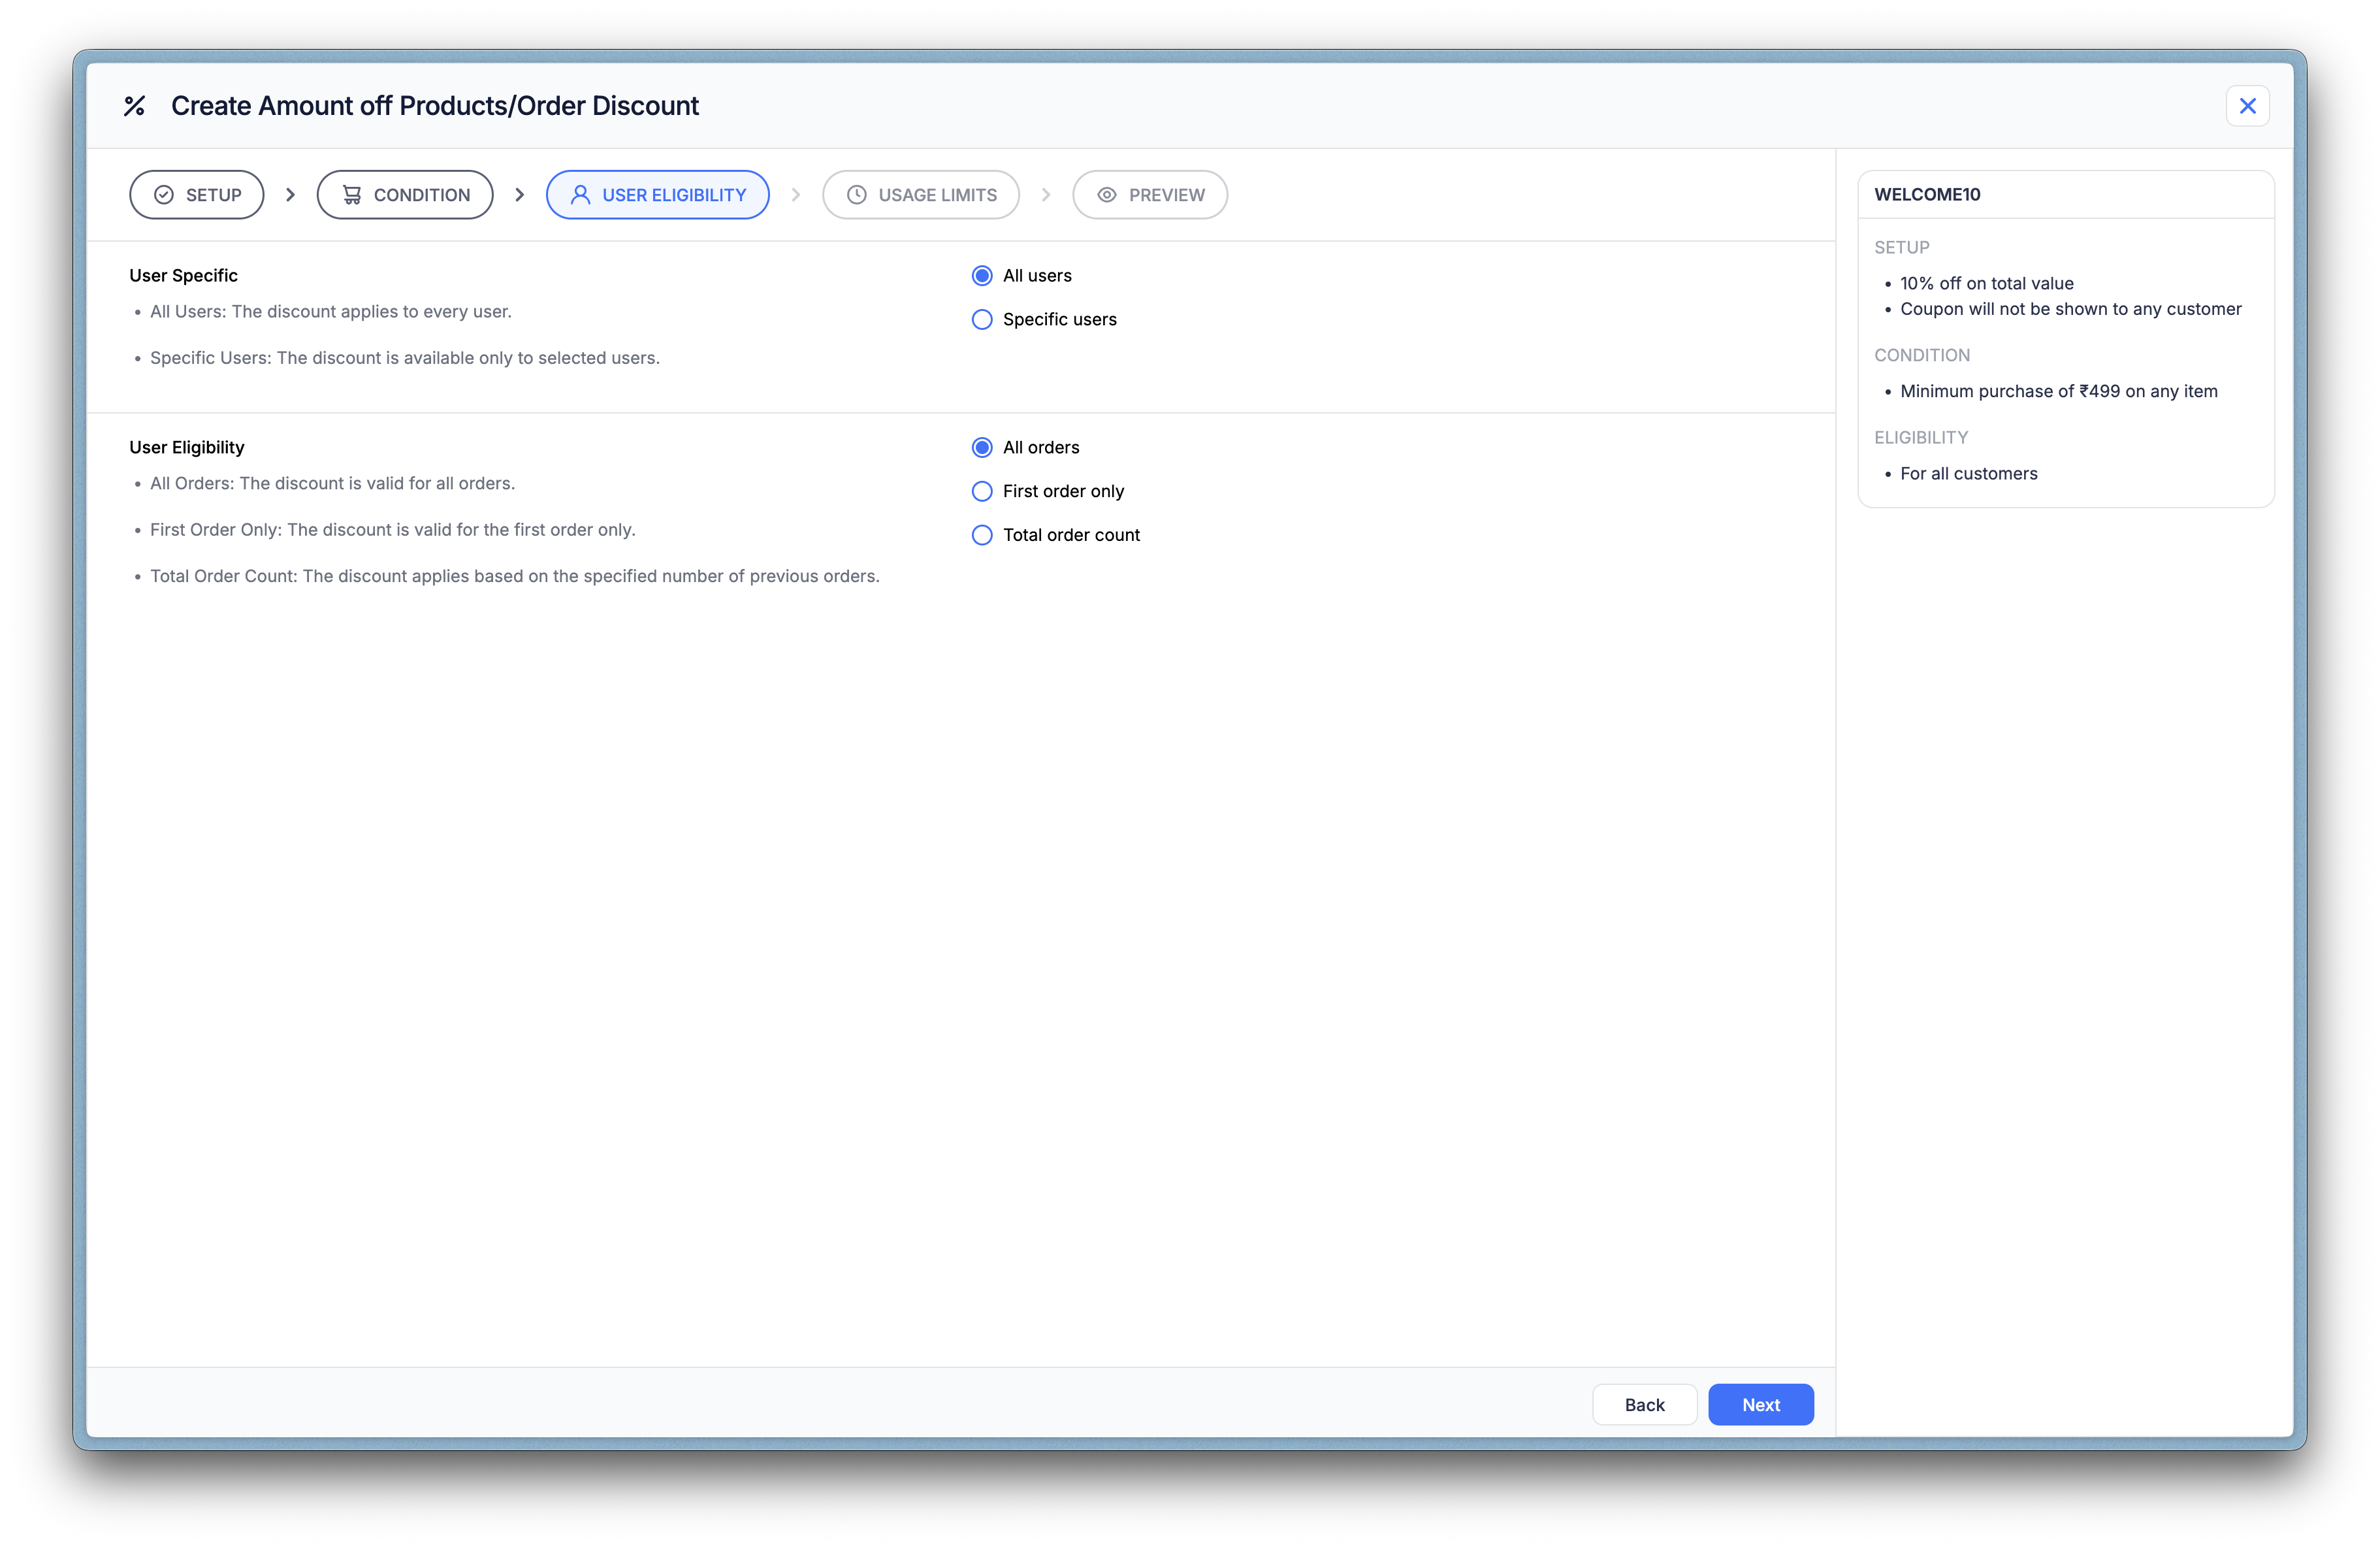 Create Amount off Products/Order Discount
SETUP
CONDITION
USER ELIGIBILITY
USAGE LIMITS
PREVIEW
User Specific
• All Users: The discount applies to every user.
• Specific Users: The discount is available only to selected users.
All users
Specific users
User Eligibility
• All Orders: The discount is valid for all orders.
• First Order Only: The discount is valid for the first order only.
• Total Order Count: The discount applies based on the specified number of previous orders.
All orders
First order only
Total order count
Back
Next
WELCOME10
SETUP
• 10% off on total value
• Coupon will not be shown to any customer
CONDITION
• Minimum purchase of ₹499 on any item
ELIGIBILITY
• For all customers